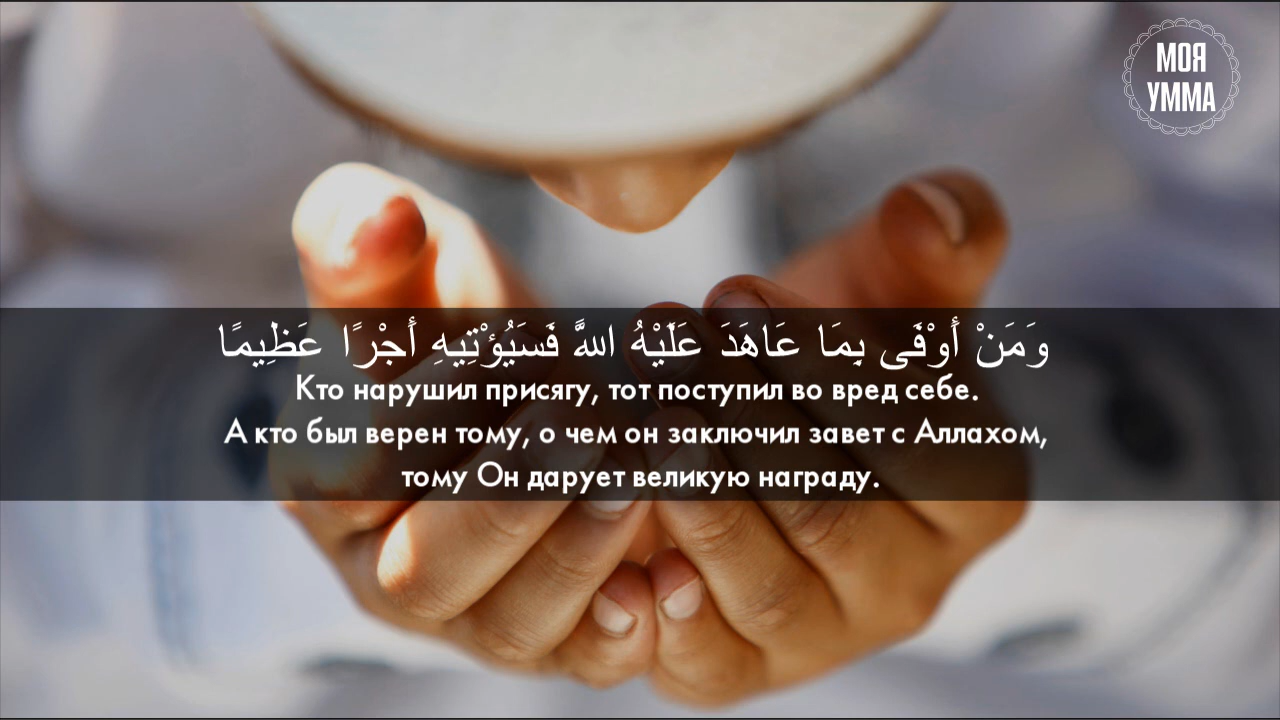 МОЯ
УММА
وَمَنْ أَوْفَى بِمَا عَاهَدَ عَلَيْهُ اللَّهَ فَسَيُؤْتِيهِ أَجْرًا عَظِيمًا
Кто нарушил присягу, тот поступил во вред себе.
А кто был верен тому, о чем он заключил завет с Аллахом,
тому Он дарует великую награду.